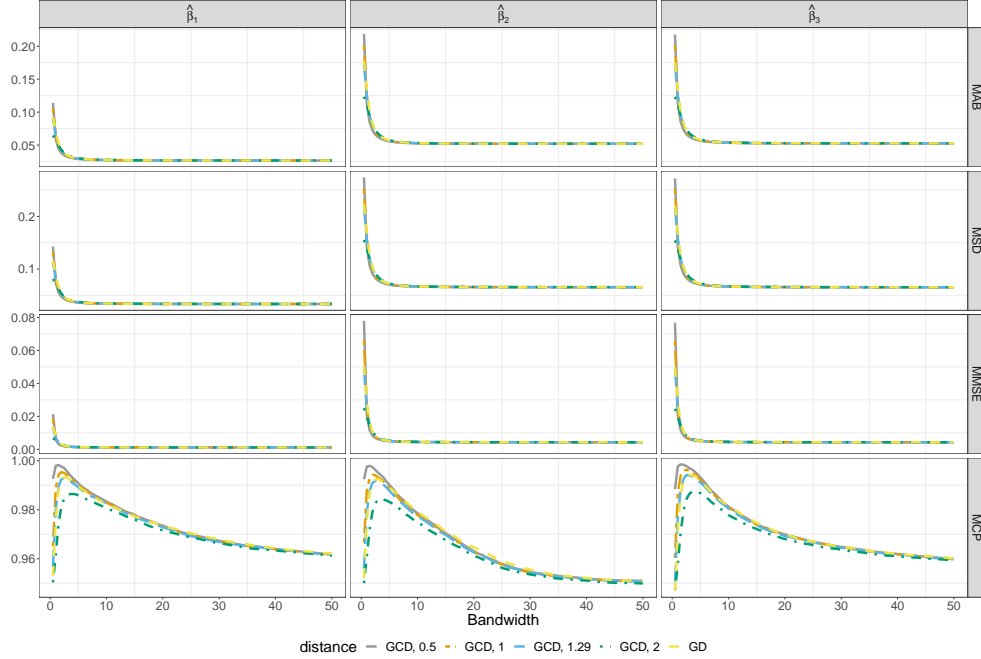 β̂₁ β̂₂ β̂₃
0.20
0.15
0.10
0.05
MAB
0.2
0.1
MSD
0.08
0.06
0.04
0.02
0.00
MMSE
1.00
0.98
0.96
MCP
0 10 20 30 40 50 0 10 20 30 40 50 0 10 20 30 40 50
Bandwidth
distance GCD, 0.5 GCD, 1 GCD, 1.29 GCD, 2 GD